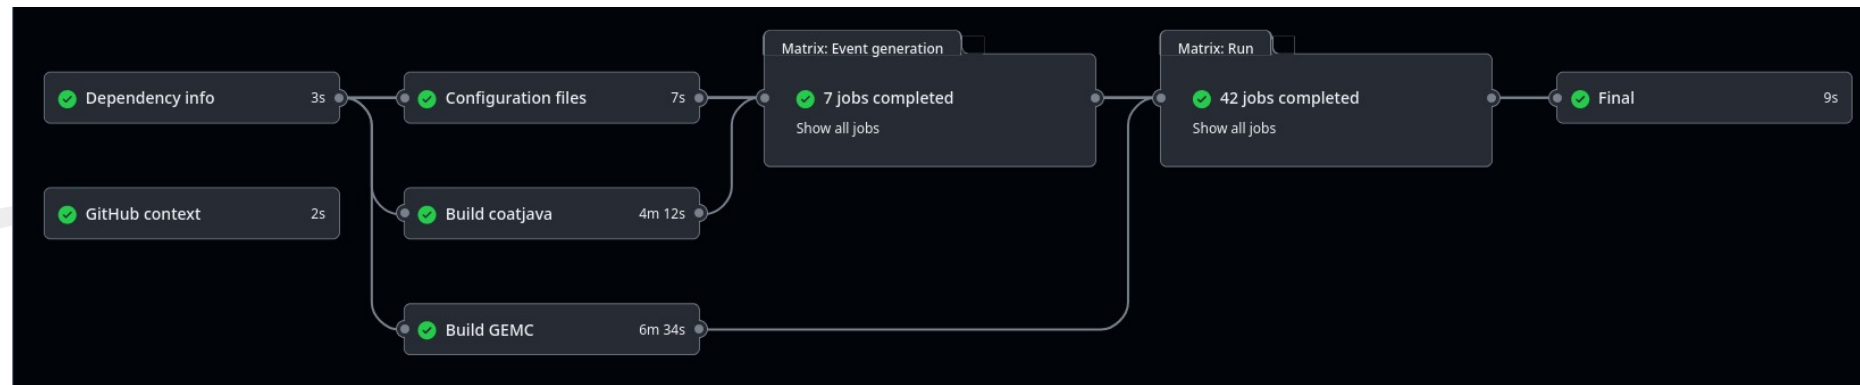 Matrix: Event generation
Matrix: Run
Dependency info 3s
Configuration files 7s
7 jobs completed
42 jobs completed
Final 9s
Show all jobs
Show all jobs
GitHub context 2s
Build coatjava 4m 12s
Build GEMC 6m 34s